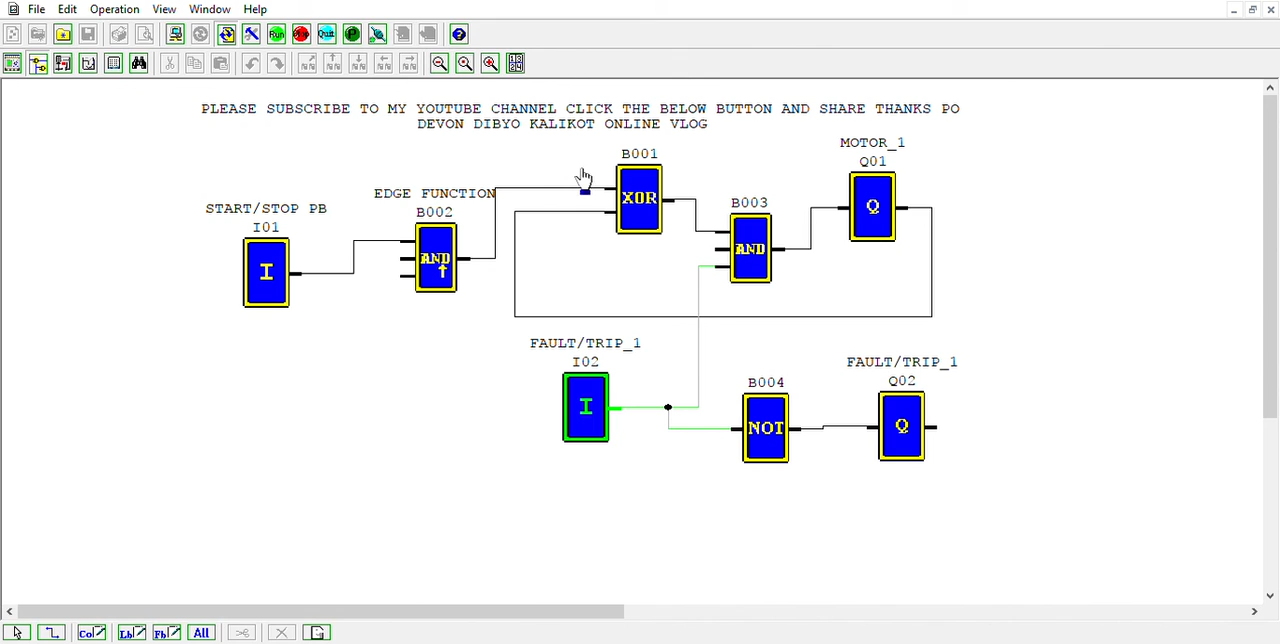 File Edit Operation View Window Help
Run Stop Quit P ?
PLEASE SUBSCRIBE TO MY YOUTUBE CHANNEL CLICK THE BELOW BUTTON AND SHARE THANKS PO
DEVON DIBYO KALIKOT ONLINE VLOG
MOTOR_1
Q01
Q
B001
XOR
EDGE FUNCTION
B002
AND
START/STOP PB
I01
I
B003
AND
FAULT/TRIP_1
I02
I
B004
NOT
FAULT/TRIP_1
Q02
Q
Co Lb Fb All